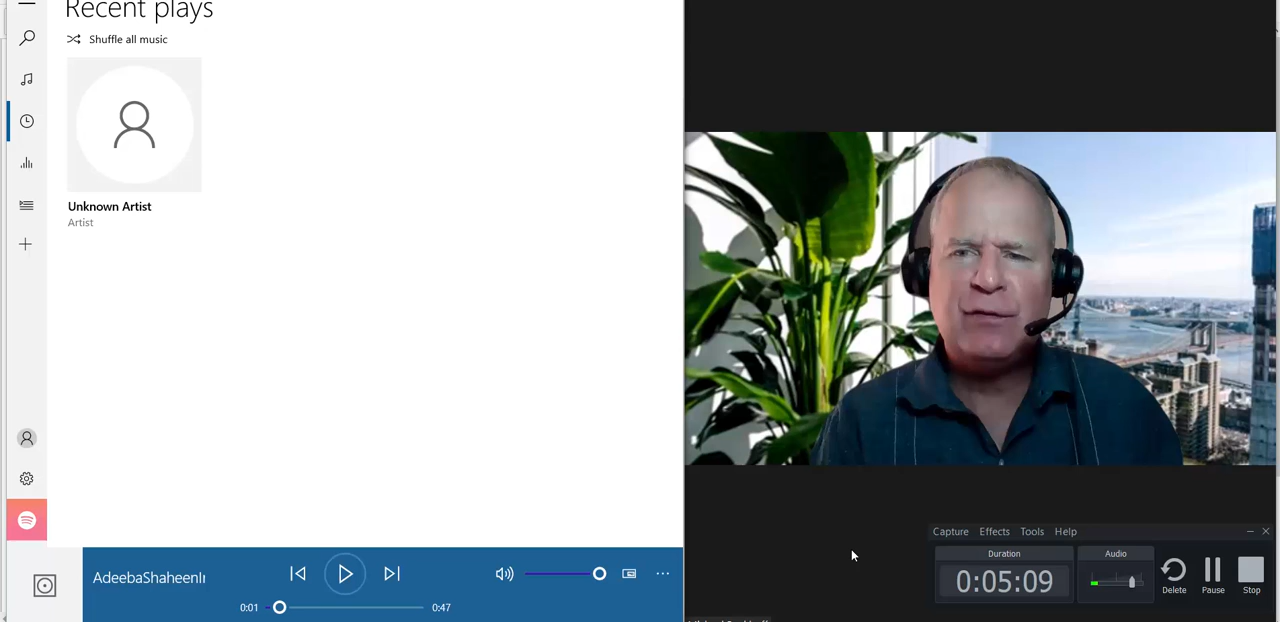 Recent plays
Shuffle all music
Unknown Artist
Artist
AdeebaShaheenIr
0:01
0:47
Capture Effects Tools Help
Duration
Audio
0:05:09
Delete
Pause
Stop